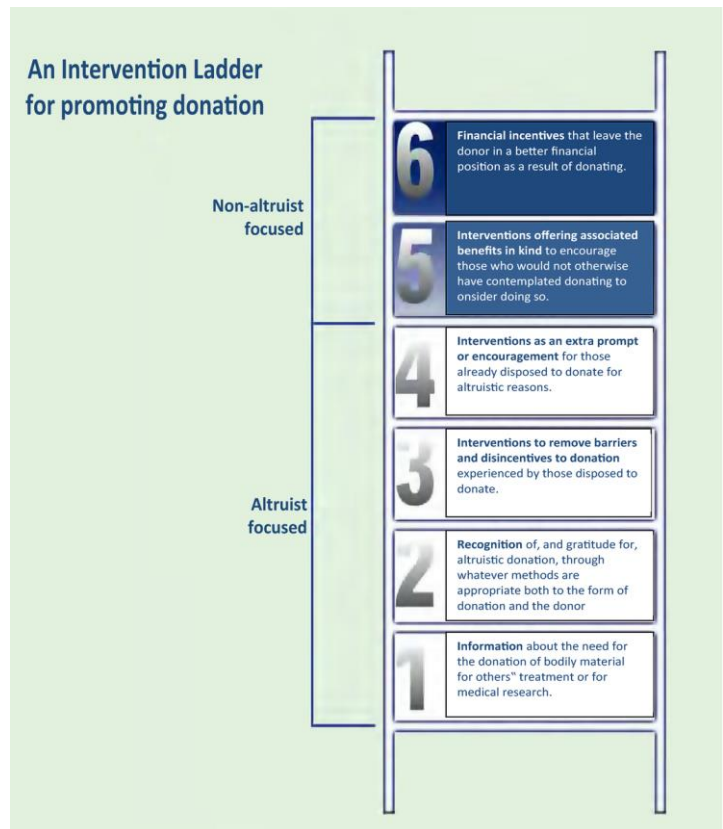 An Intervention Ladder
for promoting donation
Non-altruist
focused
6
Financial incentives that leave the
donor in a better financial
position as a result of donating.
5
Interventions offering associated
benefits in kind to encourage
those who would not otherwise
have contemplated donating to
onsider doing so.
4
Interventions as an extra prompt
or encouragement for those
already disposed to donate for
altruistic reasons.
Altruist
focused
3
Interventions to remove barriers
and disincentives to donation
experienced by those disposed to
donate.
2
Recognition of, and gratitude for,
altruistic donation, through
whatever methods are
appropriate both to the form of
donation and the donor
1
Information about the need for
the donation of bodily material
for others‟ treatment or for
medical research.